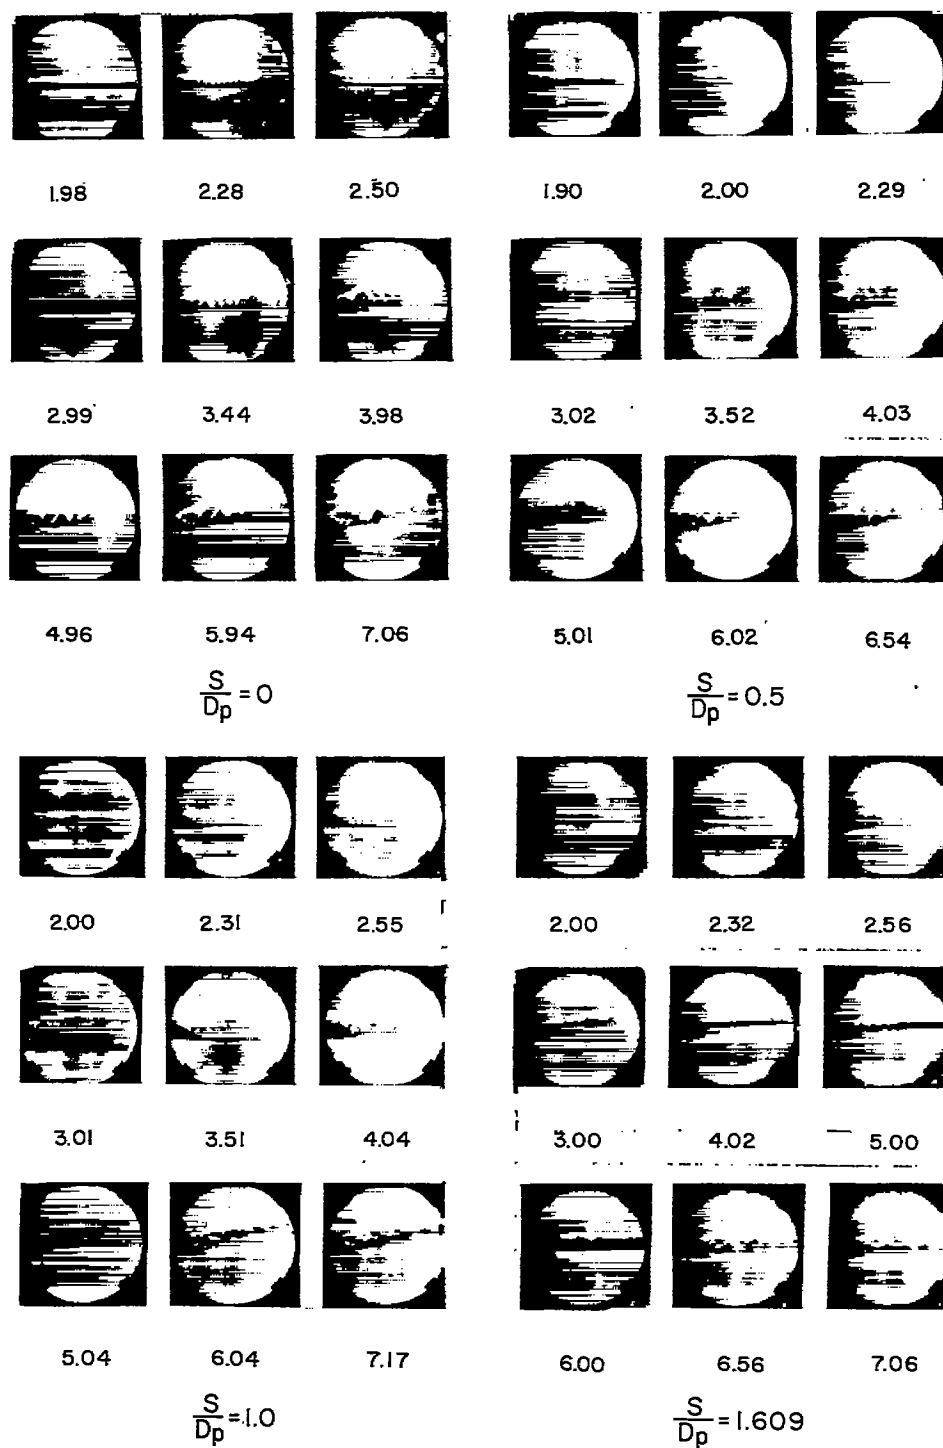 1.98 2.28 2.50
2.99 3.44 3.98
4.96 5.94 7.06
S/Dp = 0
1.90 2.00 2.29
3.02 3.52 4.03
5.01 6.02 6.54
S/Dp = 0.5
2.00 2.31 2.55
3.01 3.51 4.04
5.04 6.04 7.17
S/Dp = 1.0
2.00 2.32 2.56
3.00 4.02 5.00
6.00 6.56 7.06
S/Dp = 1.609